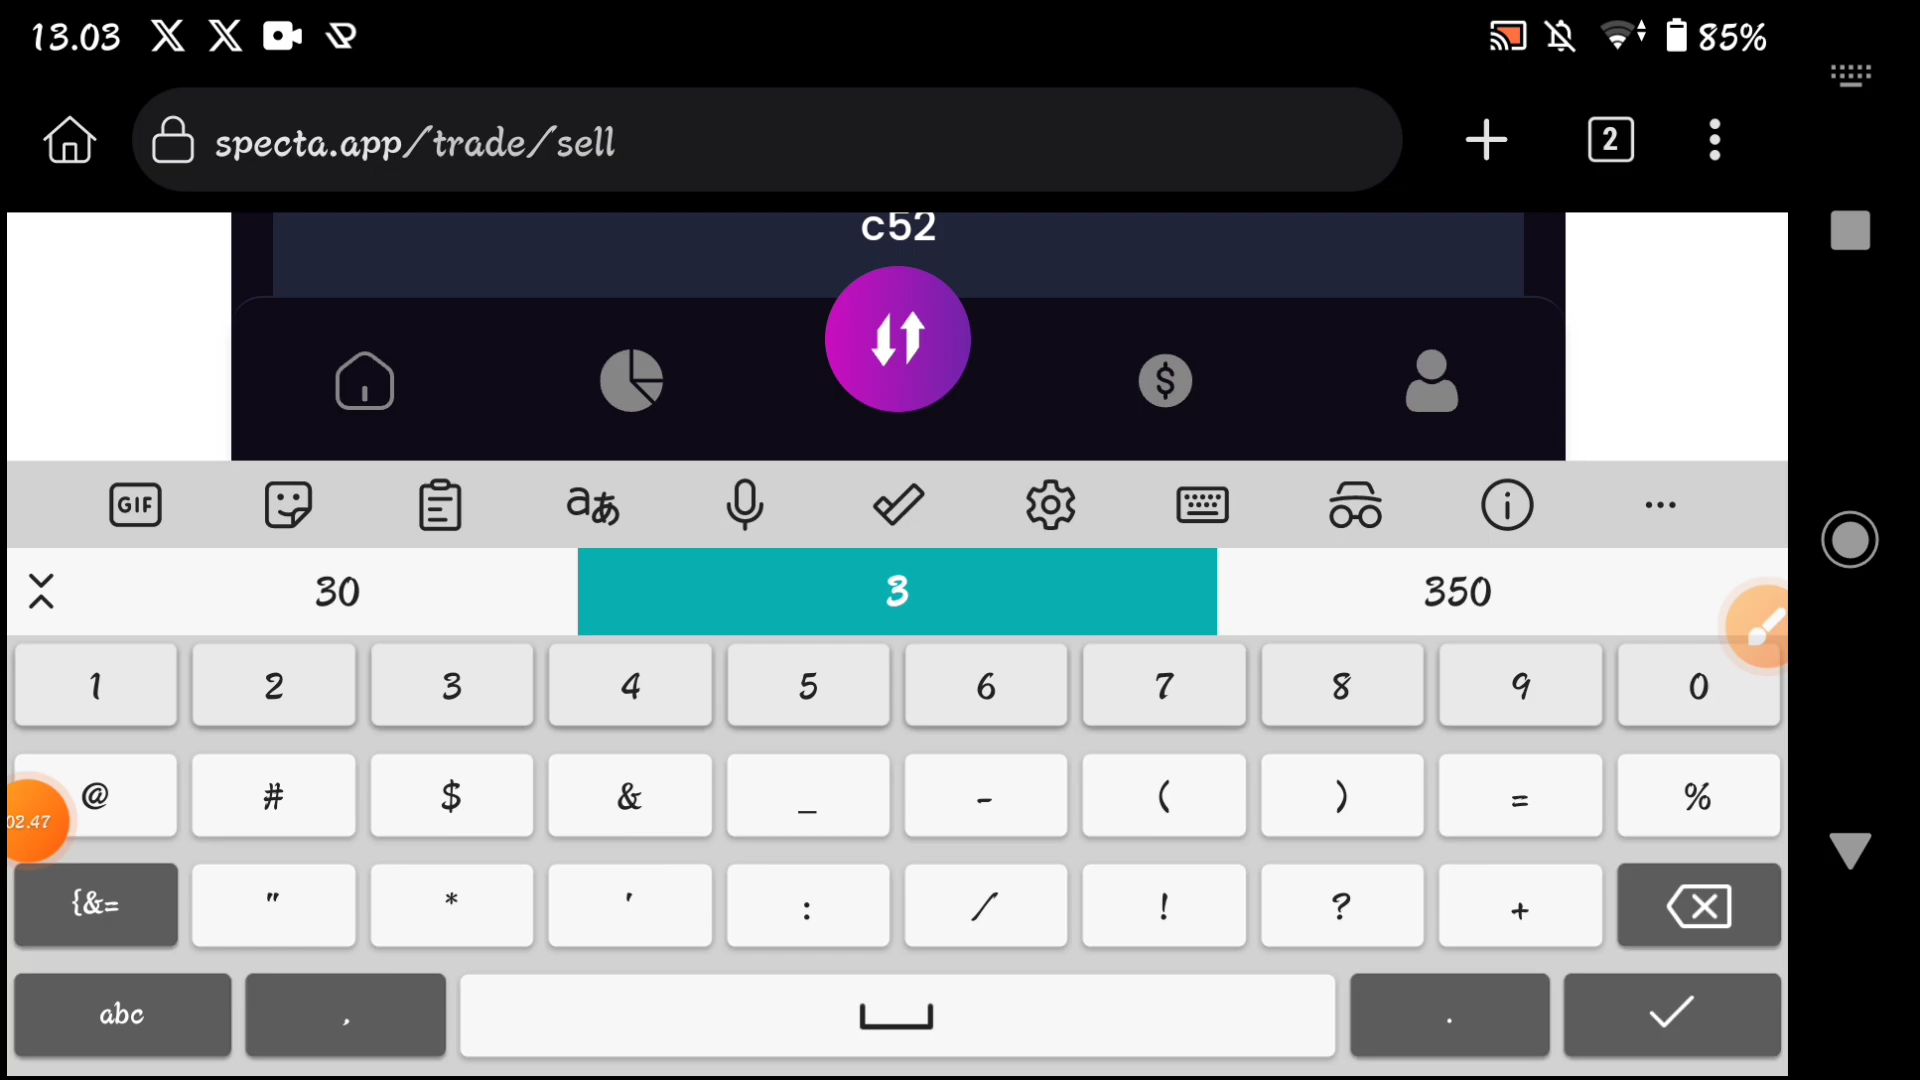 13.03
85%
specta.app/trade/sell
2
c52
GIF
aあ
30
3
350
1 2 3 4 5 6 7 8 9 0
@ # $ & _ - ( ) = %
02.47
{&= " * ' : / ! ? +
abc , .